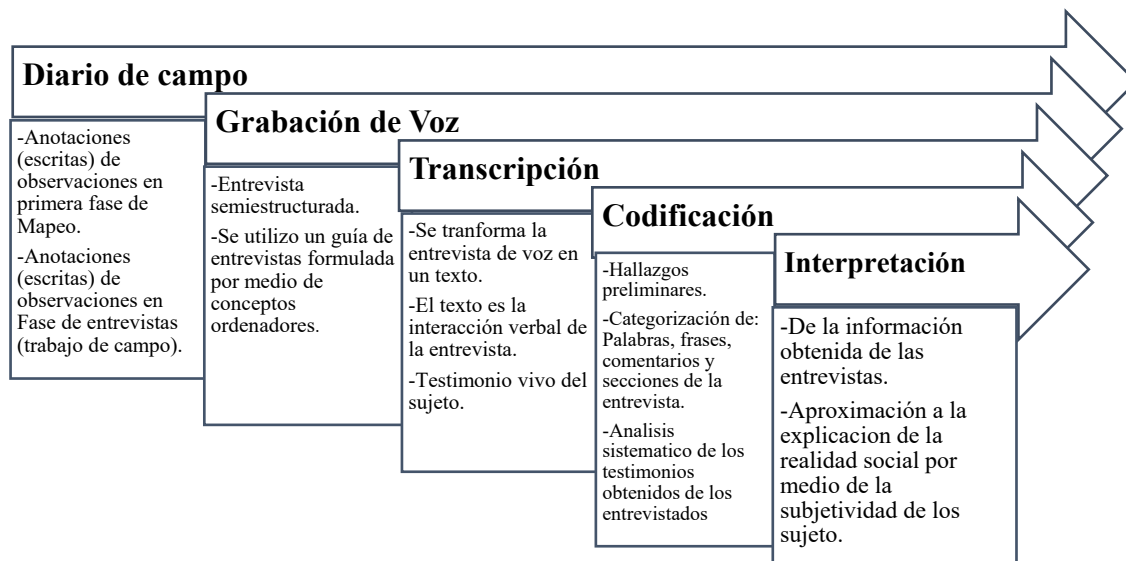 Diario de campo
-Anotaciones
(escritas) de
observaciones en
primera fase de
Mapeo.
-Anotaciones
(escritas) de
observaciones en
Fase de entrevistas
(trabajo de campo).
Grabación de Voz
-Entrevista
semiestructurada.
-Se utilizo un guía de
entrevistas formulada
por medio de
conceptos
ordenadores.
Transcripción
-Se tranforma la
entrevista de voz en
un texto.
-El texto es la
interacción verbal de
la entrevista.
-Testimonio vivo del
sujeto.
Codificación
-Hallazgos
preliminares.
-Categorización de:
Palabras, frases,
comentarios y
secciones de la
entrevista.
-Analisis
sistematico de los
testimonios
obtenidos de los
entrevistados
Interpretación
-De la información
obtenida de las
entrevistas.
-Aproximación a la
explicacion de la
realidad social por
medio de la
subjetividad de los
sujeto.